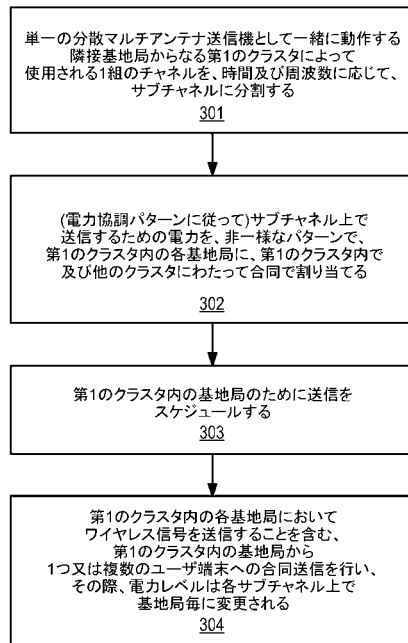 単一の分散マルチアンテナ送信機として一緒に動作する
隣接基地局からなる第1のクラスタによって
使用される1組のチャネルを、時間及び周波数に応じて、
サブチャネルに分割する
301
(電力協調パターンに従って)サブチャネル上で
送信するための電力を、非一様なパターンで、
第1のクラスタ内の各基地局に、第1のクラスタ内で
及び他のクラスタにわたって合同で割り当てる
302
第1のクラスタ内の基地局のために送信を
スケジュールする
303
第1のクラスタ内の各基地局において
ワイヤレス信号を送信することを含む、
第1のクラスタ内の基地局から
1つ又は複数のユーザ端末への合同送信を行い、
その際、電力レベルは各サブチャネル上で
基地局毎に変更される
304